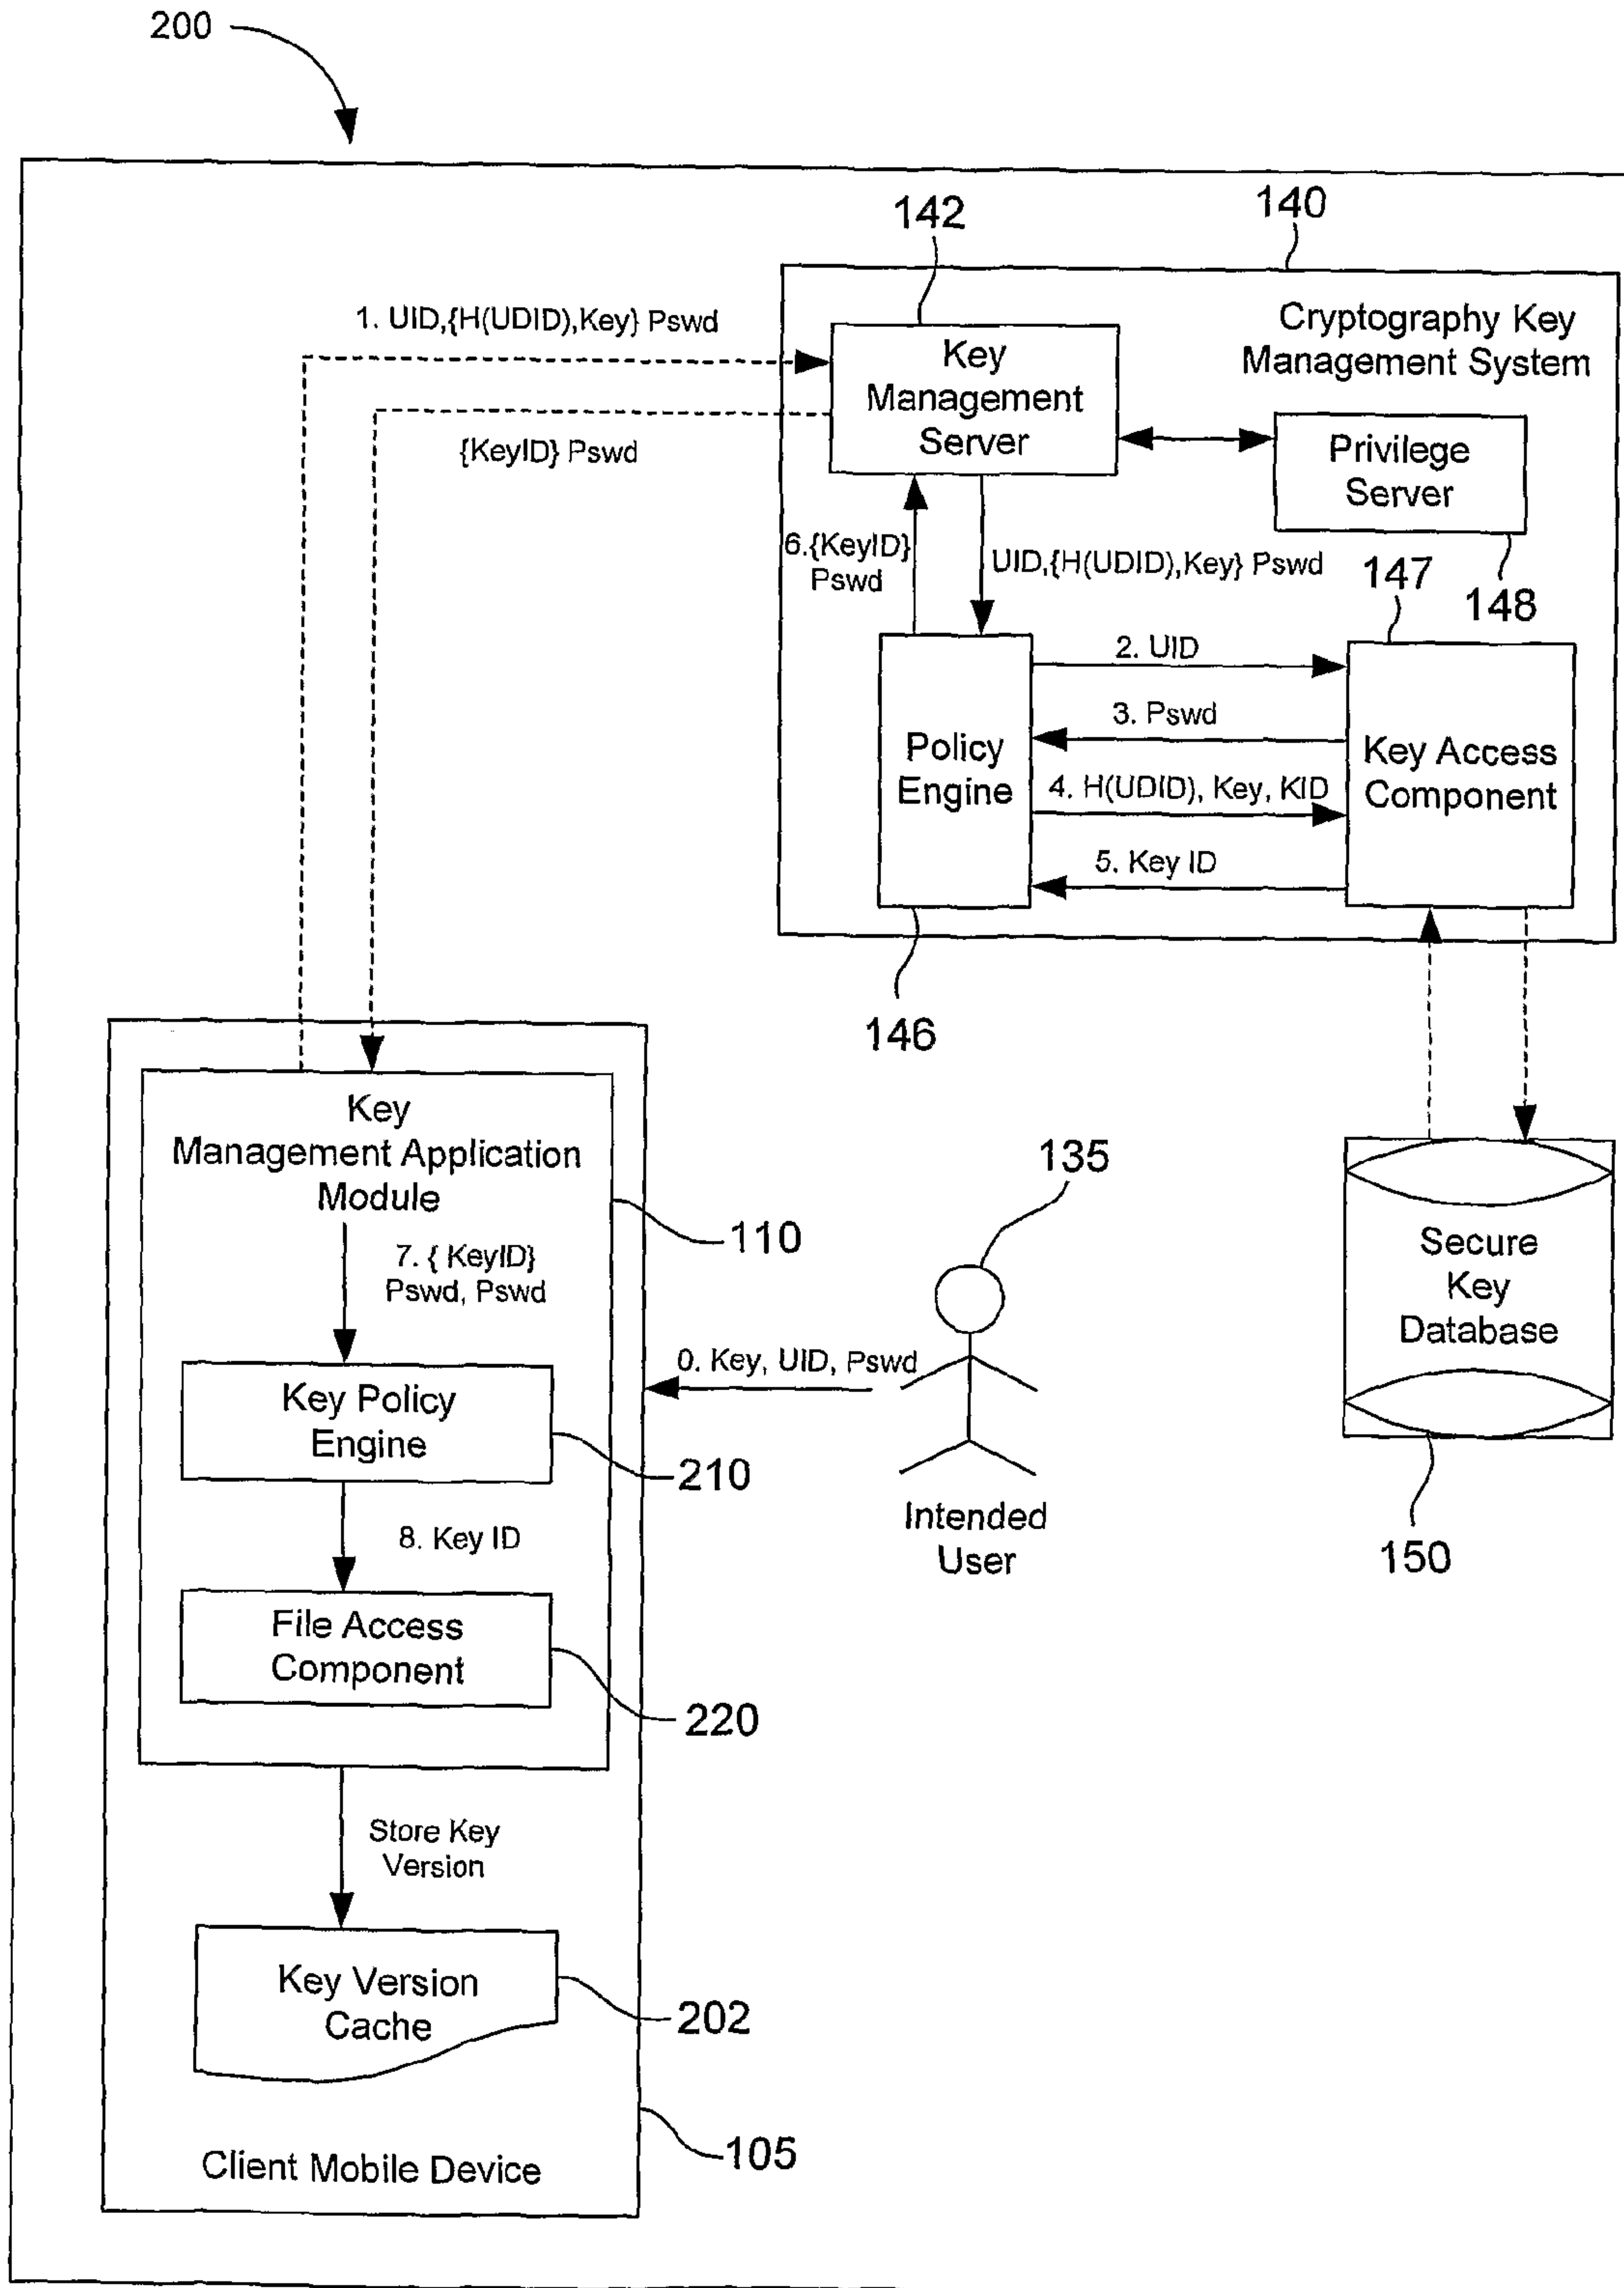 200
142
140
1. UID,{H(UDID),Key} Pswd
{KeyID} Pswd
Key
Management
Server
Cryptography Key
Management System
Privilege
Server
148
6.{KeyID}
Pswd
UID,{H(UDID),Key} Pswd
147
Policy
Engine
2. UID
3. Pswd
4. H(UDID), Key, KID
5. Key ID
Key Access
Component
146
Key
Management Application
Module
110
7. { KeyID}
Pswd, Pswd
Key Policy
Engine
210
8. Key ID
File Access
Component
220
Store Key
Version
Key Version
Cache
202
Client Mobile Device
105
135
0. Key, UID, Pswd
Intended
User
Secure
Key
Database
150